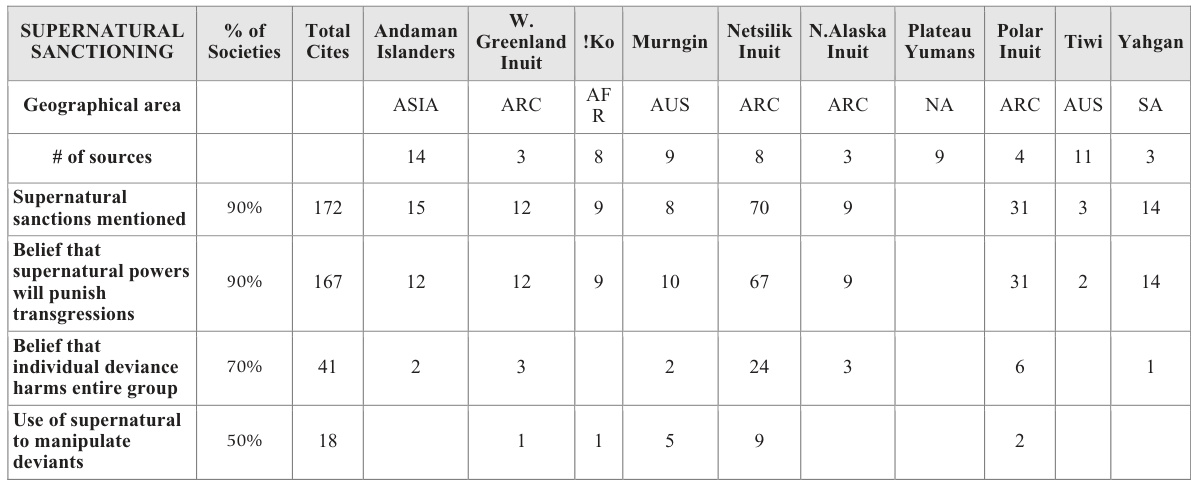 SUPERNATURAL SANCTIONING | % of Societies | Total Cites | Andaman Islanders | W. Greenland Inuit | !Ko | Murngin | Netsilik Inuit | N.Alaska Inuit | Plateau Yumans | Polar Inuit | Tiwi | Yahgan
Geographical area | | | ASIA | ARC | AFR | AUS | ARC | ARC | NA | ARC | AUS | SA
# of sources | | | 14 | 3 | 8 | 9 | 8 | 3 | 9 | 4 | 11 | 3
Supernatural sanctions mentioned | 90% | 172 | 15 | 12 | 9 | 8 | 70 | 9 | | 31 | 3 | 14
Belief that supernatural powers will punish transgressions | 90% | 167 | 12 | 12 | 9 | 10 | 67 | 9 | | 31 | 2 | 14
Belief that individual deviance harms entire group | 70% | 41 | 2 | 3 | | 2 | 24 | 3 | | 6 | | 1
Use of supernatural to manipulate deviants | 50% | 18 | | 1 | 1 | 5 | 9 | | | 2 | |